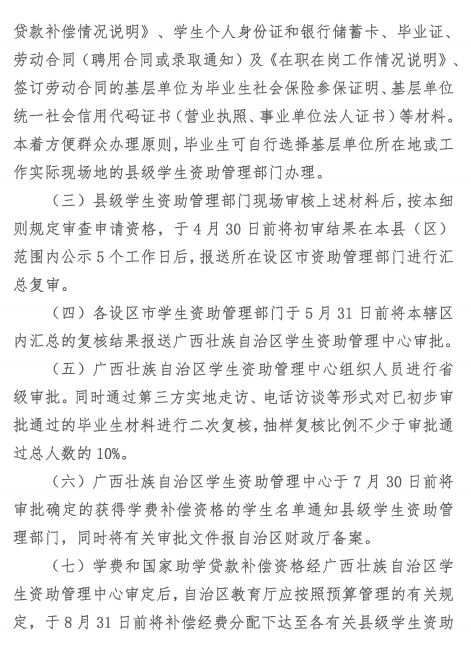 贷款补偿情况说明》、学生个人身份证和银行储蓄卡、毕业证、
劳动合同（聘用合同或录取通知）及《在职在岗工作情况说明》、
签订劳动合同的基层单位为毕业生社会保险参保证明、基层单位
统一社会信用代码证书（营业执照、事业单位法人证书）等材料。
本着方便群众办理原则，毕业生可自行选择基层单位所在地或工
作实际现场地的县级学生资助管理部门办理。
（三）县级学生资助管理部门现场审核上述材料后，按本细
则规定审查申请资格，于4月30日前将初审结果在本县（区）
范围内公示5个工作日后，报送所在设区市资助管理部门进行汇
总复审。
（四）各设区市学生资助管理部门于5月31日前将本辖区
内汇总的复核结果报送广西壮族自治区学生资助管理中心审批。
（五）广西壮族自治区学生资助管理中心组织人员进行省
级审批。同时通过第三方实地走访、电话访谈等形式对已初步审
批通过的毕业生材料进行二次复核，抽样复核比例不少于审批通
过总人数的10%。
（六）广西壮族自治区学生资助管理中心于7月30日前将
审批确定的获得学费补偿资格的学生名单通知县级学生资助管
理部门，同时将有关审批文件报自治区财政厅备案。
（七）学费和国家助学贷款补偿资格经广西壮族自治区学
生资助管理中心审定后，自治区教育厅应按照预算管理的有关规
定，于8月31日前将补偿经费分配下达至各有关县级学生资助